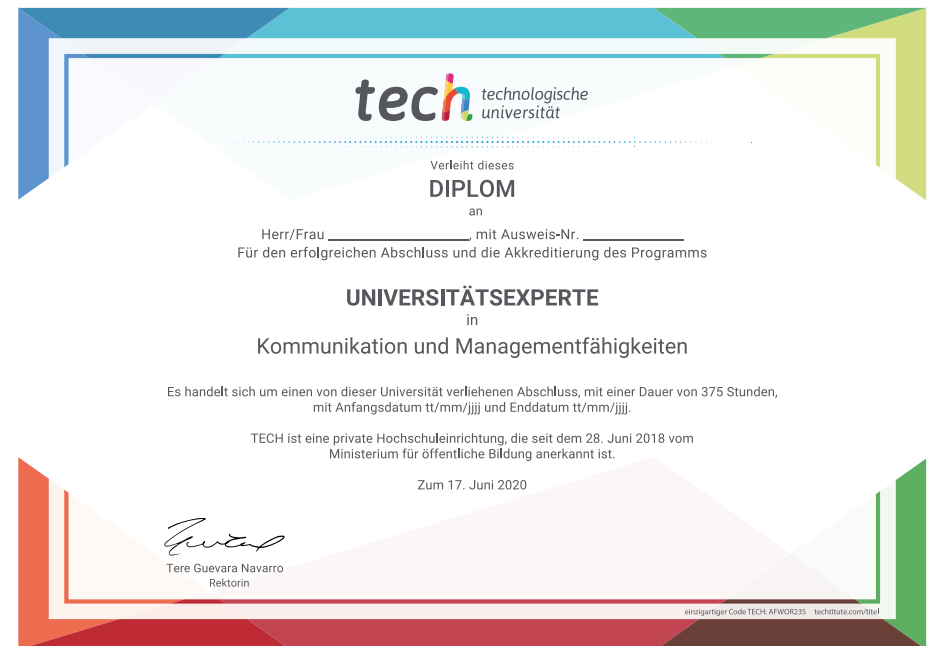 tech technologische
universität
Verleiht dieses
DIPLOM
an
Herr/Frau ____________, mit Ausweis-Nr. ____________
Für den erfolgreichen Abschluss und die Akkreditierung des Programms
UNIVERSITÄTSEXPERTE
in
Kommunikation und Managementfähigkeiten
Es handelt sich um einen von dieser Universität verliehenen Abschluss, mit einer Dauer von 375 Stunden,
mit Anfangsdatum tt/mm/jjjj und Enddatum tt/mm/jjjj.
TECH ist eine private Hochschuleinrichtung, die seit dem 28. Juni 2018 vom
Ministerium für öffentliche Bildung anerkannt ist.
Zum 17. Juni 2020
Tere Guevara Navarro
Rektorin
einzigartiger Code TECH: AFWOR23S techtitute.com/titel